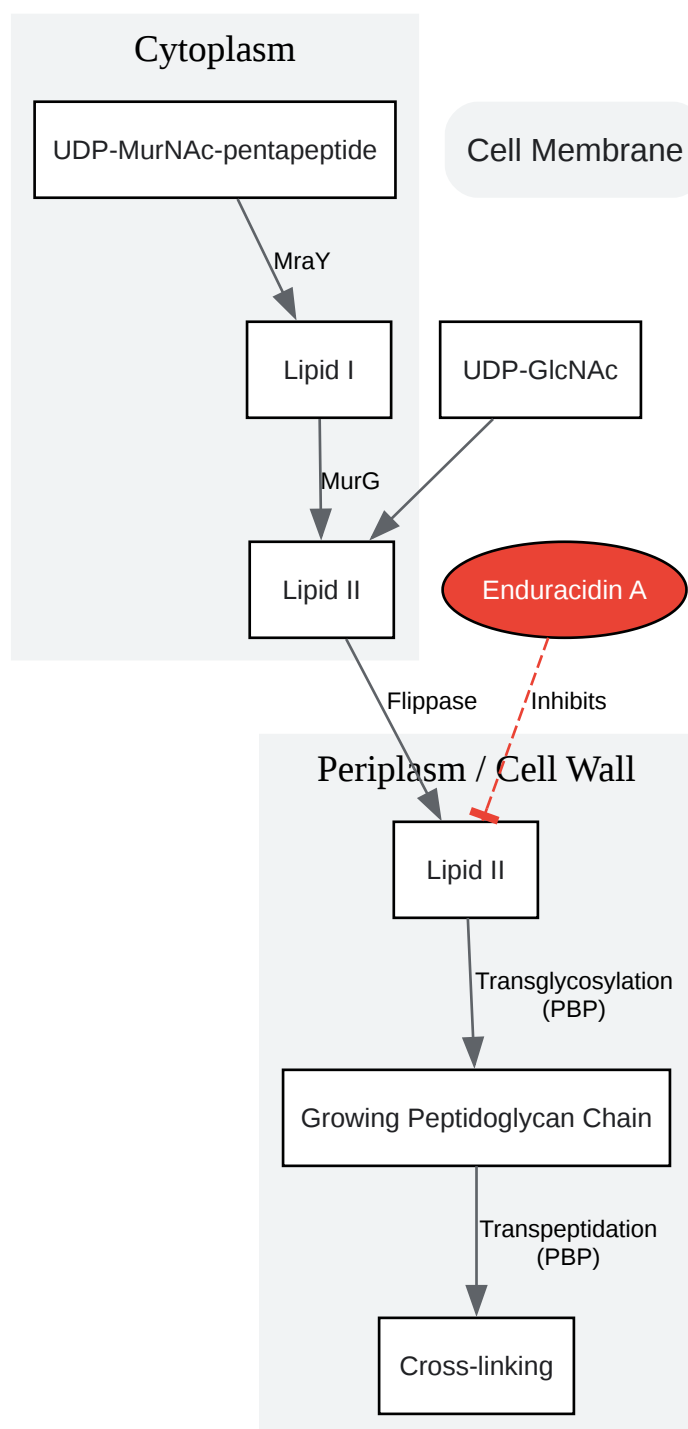 Cytoplasm
UDP-MurNAc-pentapeptide
Cell Membrane
MraY
Lipid I
UDP-GlcNAc
MurG
Lipid II
Enduracidin A
Flippase
Inhibits
Periplasm / Cell Wall
Lipid II
Transglycosylation
(PBP)
Growing Peptidoglycan Chain
Transpeptidation
(PBP)
Cross-linking